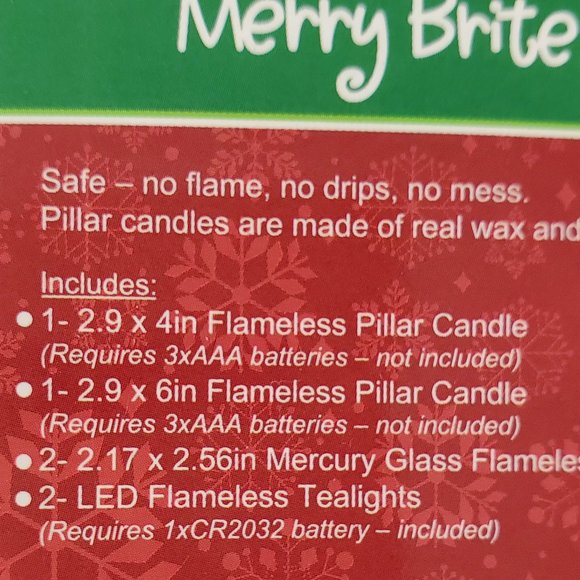 Merry Brite
Safe – no flame, no drips, no mess.
Pillar candles are made of real wax and
Includes:
● 1- 2.9 x 4in Flameless Pillar Candle
(Requires 3xAAA batteries – not included)
● 1- 2.9 x 6in Flameless Pillar Candle
(Requires 3xAAA batteries – not included)
● 2- 2.17 x 2.56in Mercury Glass Flameles
● 2- LED Flameless Tealights
(Requires 1xCR2032 battery – included)